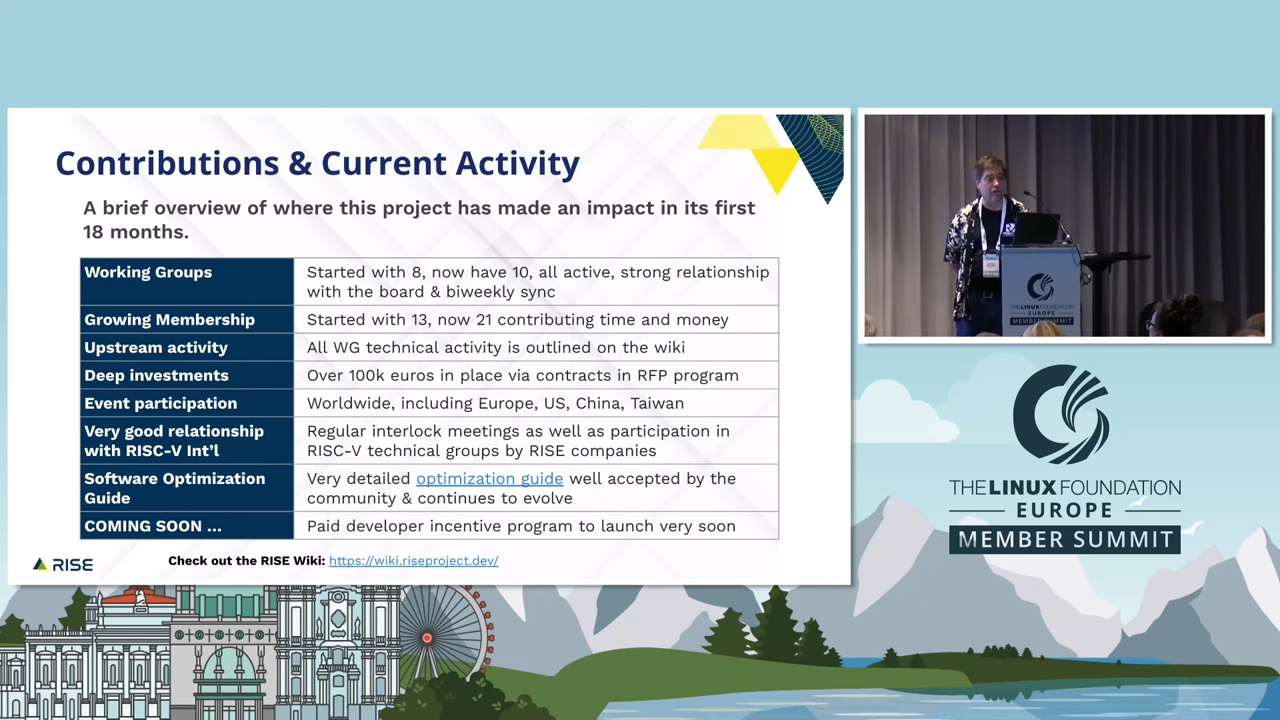 Contributions & Current Activity
A brief overview of where this project has made an impact in its first
18 months.
Working Groups
Started with 8, now have 10, all active, strong relationship
with the board & biweekly sync
Growing Membership
Started with 13, now 21 contributing time and money
Upstream activity
All WG technical activity is outlined on the wiki
Deep investments
Over 100k euros in place via contracts in RFP program
Event participation
Worldwide, including Europe, US, China, Taiwan
Very good relationship
with RISC-V Int'l
Regular interlock meetings as well as participation in
RISC-V technical groups by RISE companies
Software Optimization
Guide
Very detailed optimization guide well accepted by the
community & continues to evolve
COMING SOON ...
Paid developer incentive program to launch very soon
RISE
Check out the RISE Wiki: https://wiki.riseproject.dev/
THE LINUX FOUNDATION
EUROPE
MEMBER SUMMIT
THE LINUX FOUNDATION
EUROPE
MEMBER SUMMIT